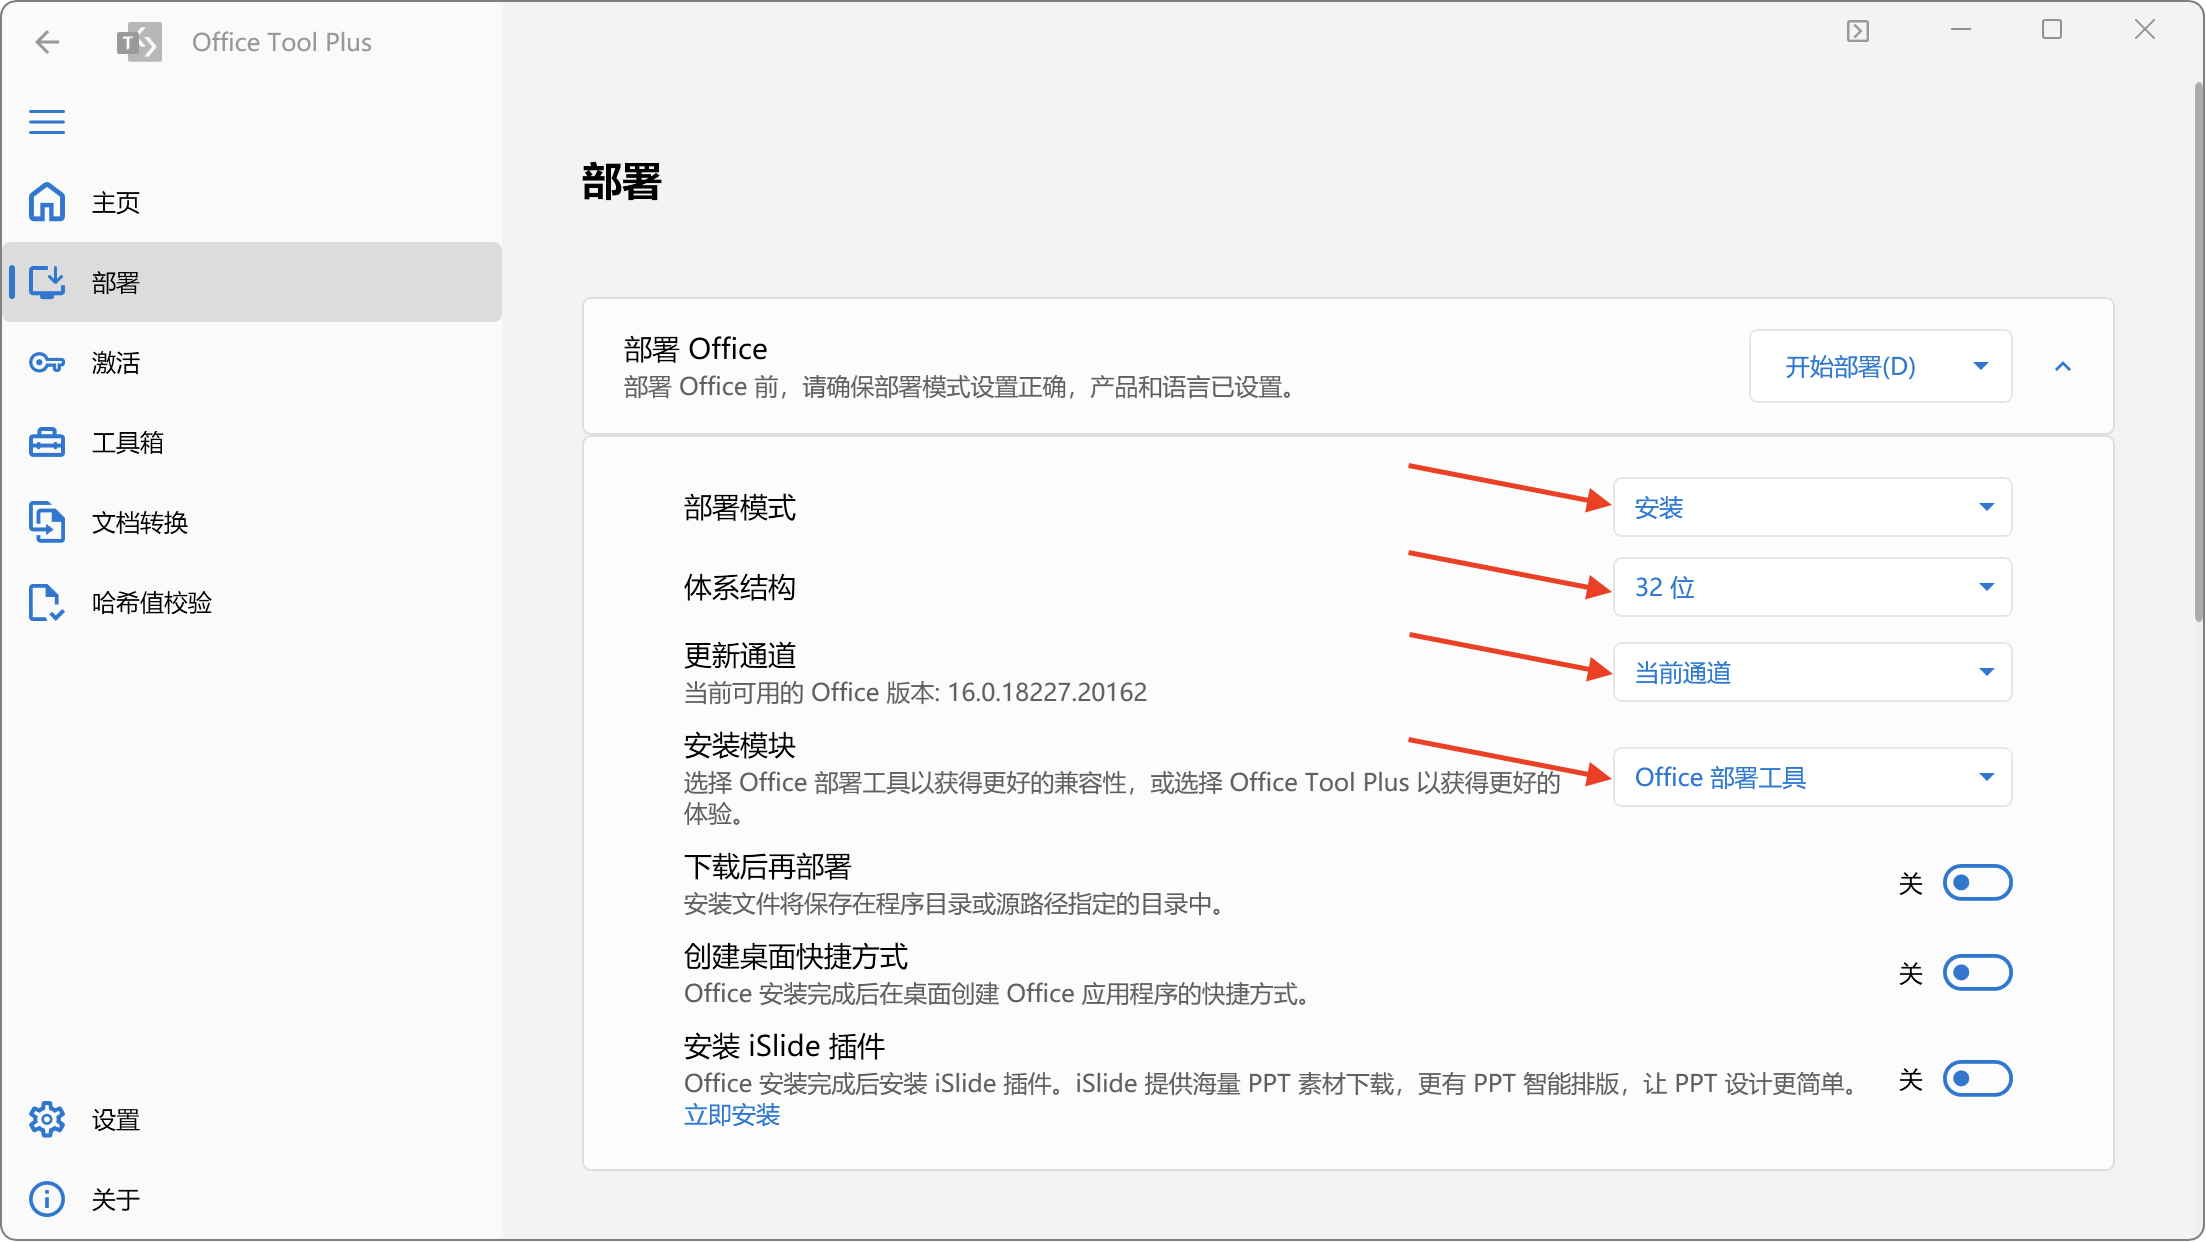 Office Tool Plus
主页
部署
激活
工具箱
文档转换
哈希值校验
设置
关于
部署
部署 Office
部署 Office 前，请确保部署模式设置正确，产品和语言已设置。
开始部署(D)
部署模式
安装
体系结构
32 位
更新通道
当前可用的 Office 版本: 16.0.18227.20162
当前通道
安装模块
选择 Office 部署工具以获得更好的兼容性，或选择 Office Tool Plus 以获得更好的
体验。
Office 部署工具
下载后再部署
安装文件将保存在程序目录或源路径指定的目录中。
关
创建桌面快捷方式
Office 安装完成后在桌面创建 Office 应用程序的快捷方式。
关
安装 iSlide 插件
Office 安装完成后安装 iSlide 插件。iSlide 提供海量 PPT 素材下载，更有 PPT 智能排版，让 PPT 设计更简单。
立即安装
关